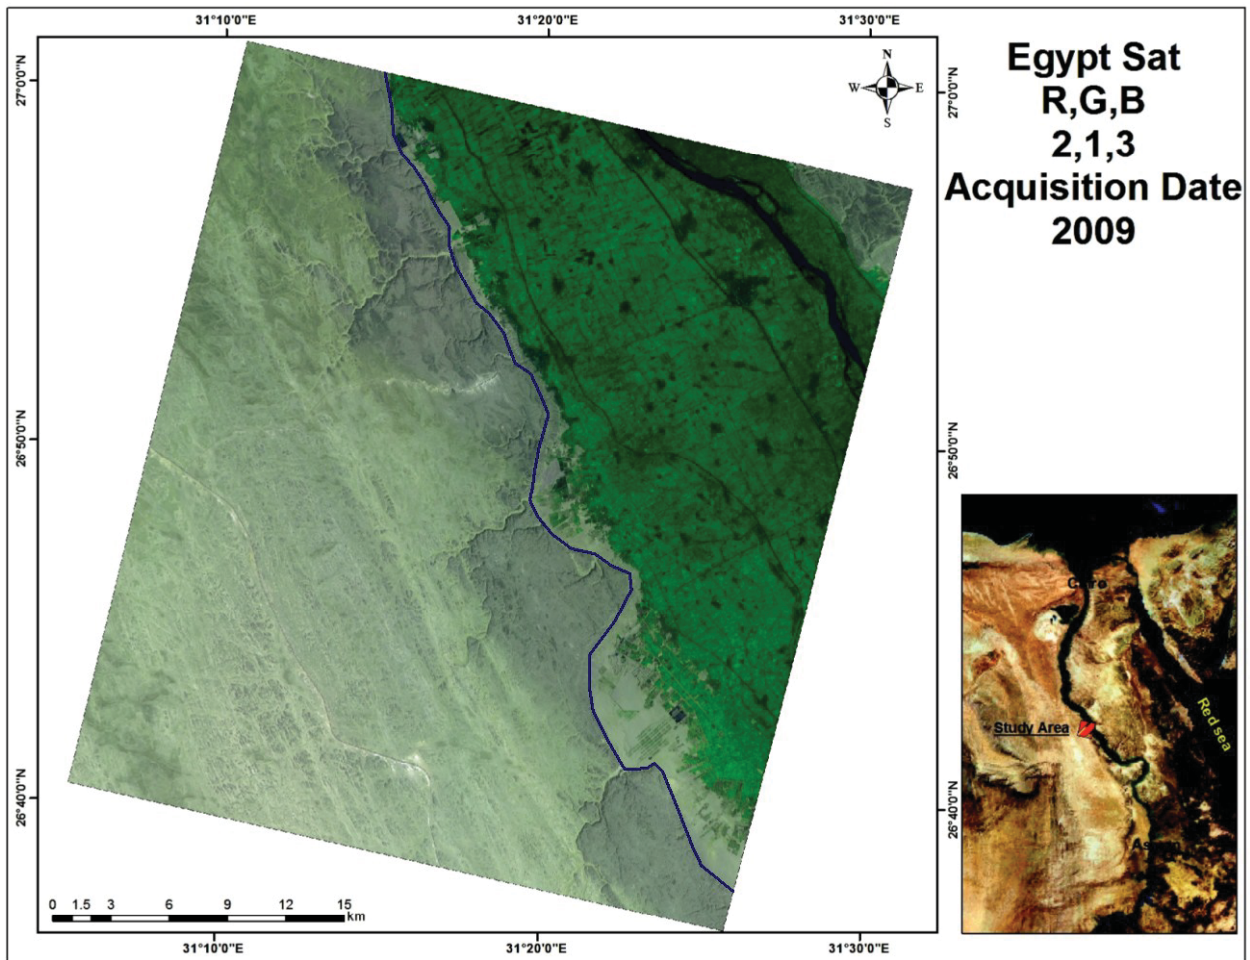 31°10'0"E
31°20'0"E
31°30'0"E
27°0'0"N
27°0'0"N
N
W
E
S
Egypt Sat
R,G,B
2,1,3
Acquisition Date
2009
26°50'0"N
26°50'0"N
26°40'0"N
26°40'0"N
Study Area
Red sea
0 1.5 3 6 9 12 15
km
31°10'0"E
31°20'0"E
31°30'0"E